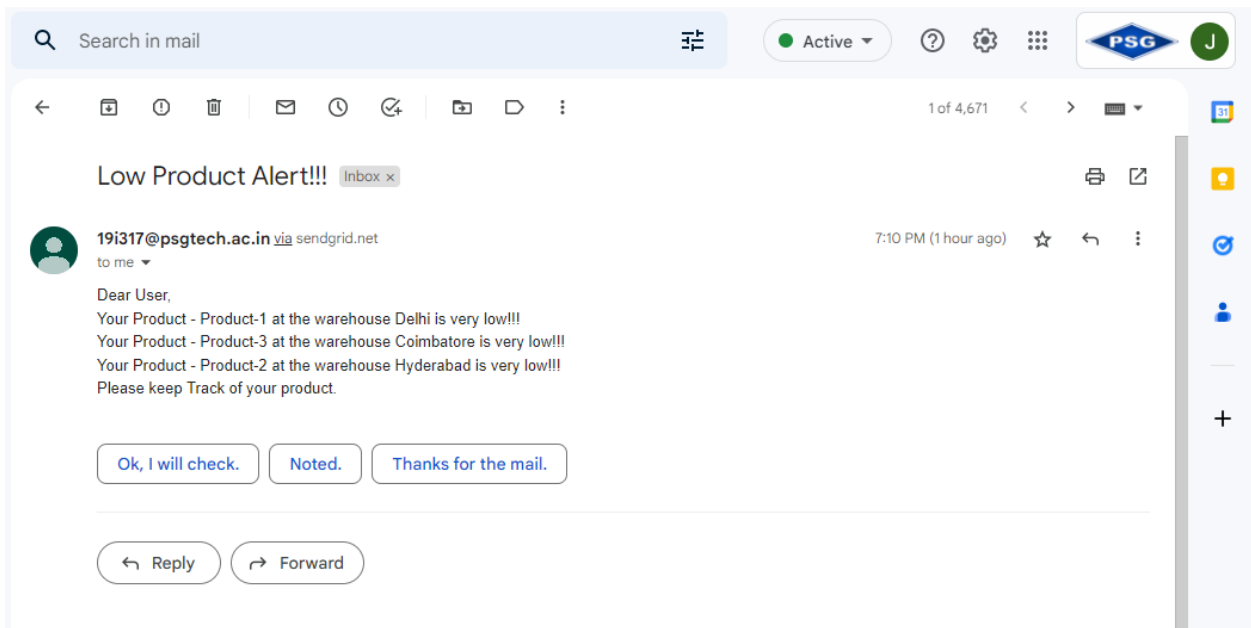 Search in mail
Active
PSG
J
1 of 4,671
31
Low Product Alert!!! Inbox x
19i317@psgtech.ac.in via sendgrid.net
7:10 PM (1 hour ago)
to me
Dear User,
Your Product - Product-1 at the warehouse Delhi is very low!!!
Your Product - Product-3 at the warehouse Coimbatore is very low!!!
Your Product - Product-2 at the warehouse Hyderabad is very low!!!
Please keep Track of your product.
Ok, I will check.
Noted.
Thanks for the mail.
Reply
Forward